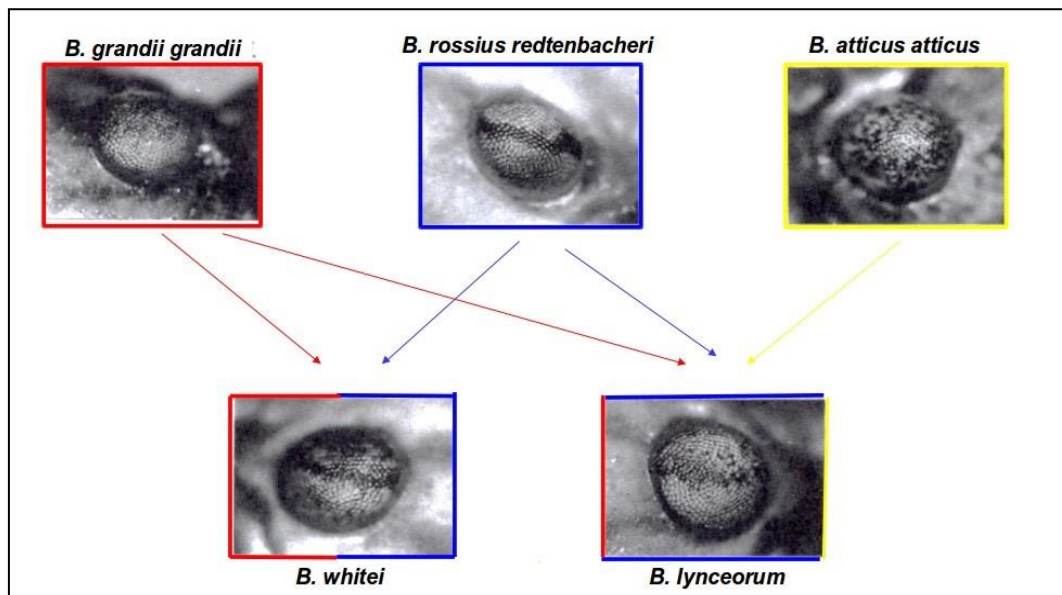 B. grandii grandii
B. rossius redtenbacheri
B. atticus atticus
B. whitei
B. lynceorum